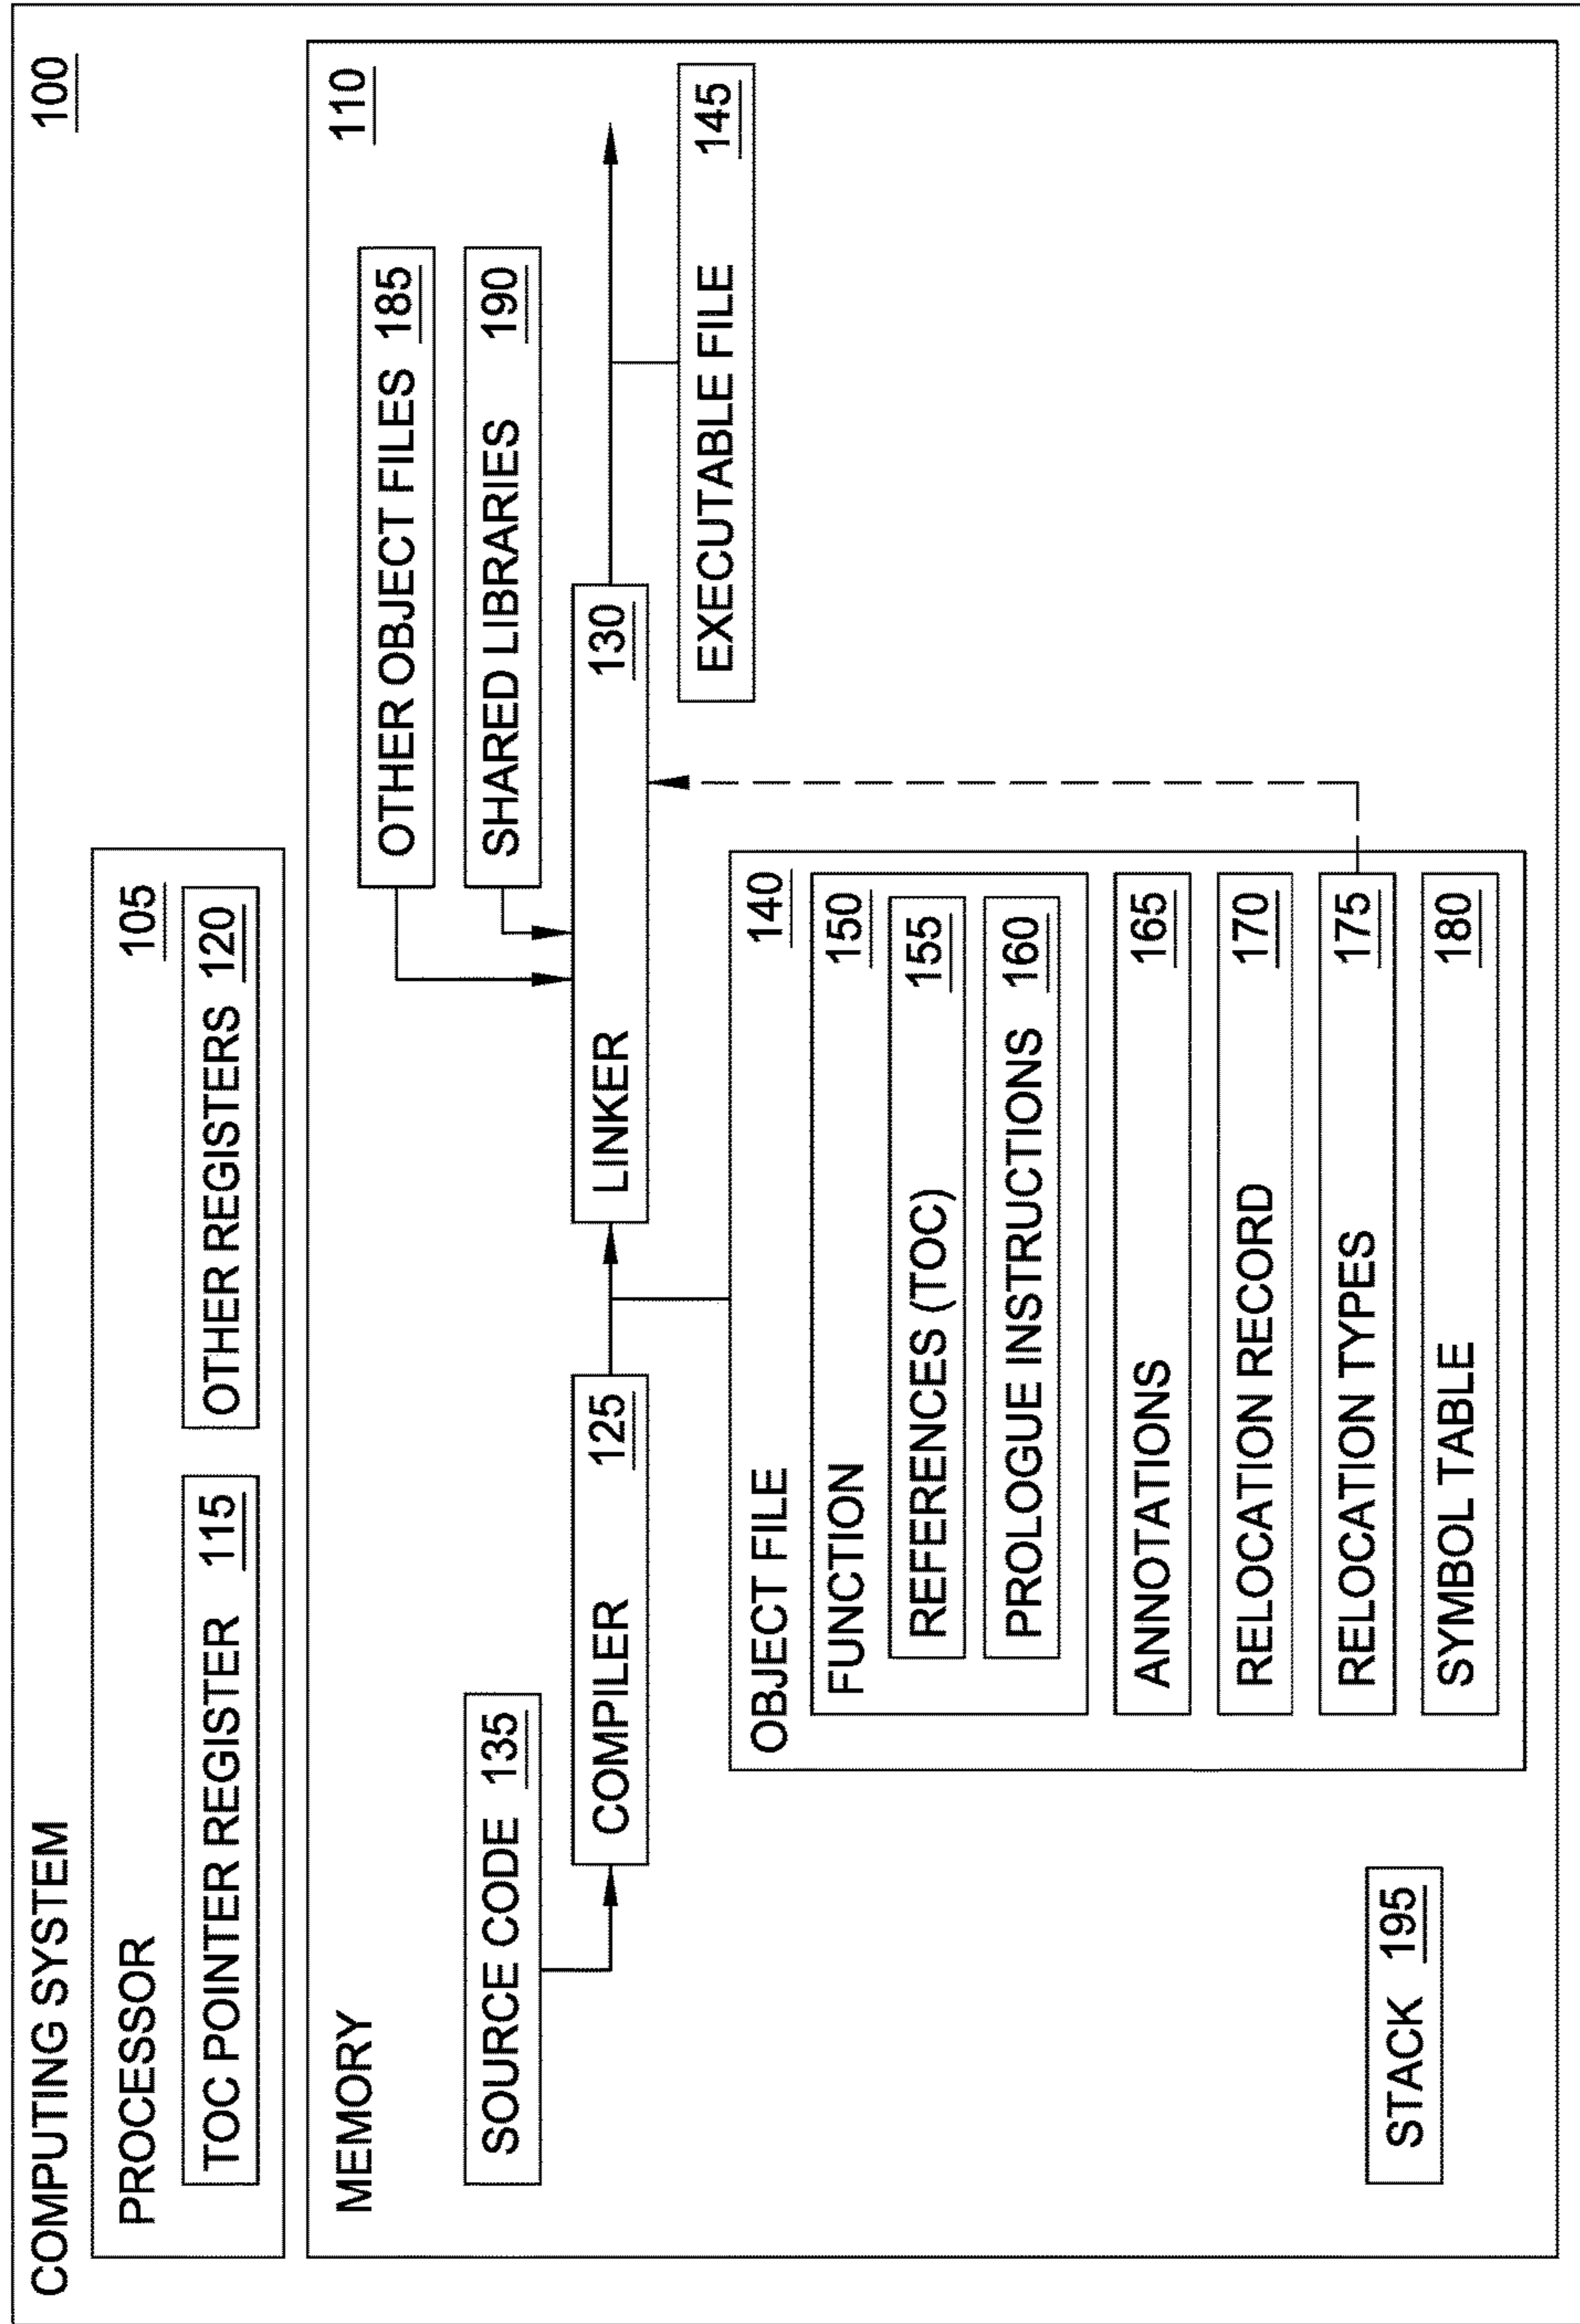 COMPUTING SYSTEM 100
PROCESSOR 105
TOC POINTER REGISTER 115
OTHER REGISTERS 120
MEMORY 110
OTHER OBJECT FILES 185
SOURCE CODE 135
SHARED LIBRARIES 190
COMPILER 125
LINKER 130
EXECUTABLE FILE 145
OBJECT FILE 140
FUNCTION 150
REFERENCES (TOC) 155
PROLOGUE INSTRUCTIONS 160
ANNOTATIONS 165
RELOCATION RECORD 170
RELOCATION TYPES 175
SYMBOL TABLE 180
STACK 195